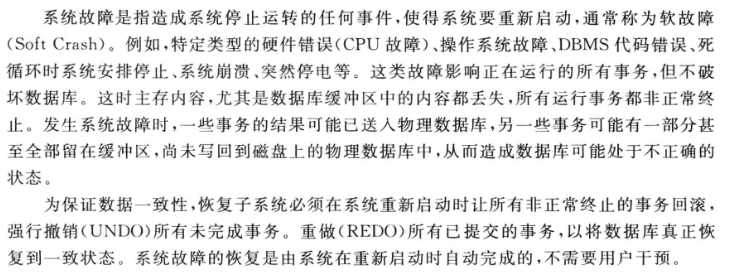 系统故障是指造成系统停止运转的任何事件,使得系统要重新启动,通常称为软故障
(Soft Crash)。例如,特定类型的硬件错误(CPU 故障)、操作系统故障、DBMS 代码错误、死
循环时系统安排停止、系统崩溃、突然停电等。这类故障影响正在运行的所有事务,但不破
坏数据库。这时主存内容,尤其是数据库缓冲区中的内容都丢失,所有运行事务都非正常终
止。发生系统故障时,一些事务的结果可能已送入物理数据库,另一些事务可能有一部分甚
至全部留在缓冲区,尚未写回到磁盘上的物理数据库中,从而造成数据库可能处于不正确的
状态。
为保证数据一致性,恢复子系统必须在系统重新启动时让所有非正常终止的事务回滚,
强行撤销(UNDO)所有未完成事务。重做(REDO)所有已提交的事务,以将数据库真正恢
复到一致状态。系统故障的恢复是由系统在重新启动时自动完成的,不需要用户干预。